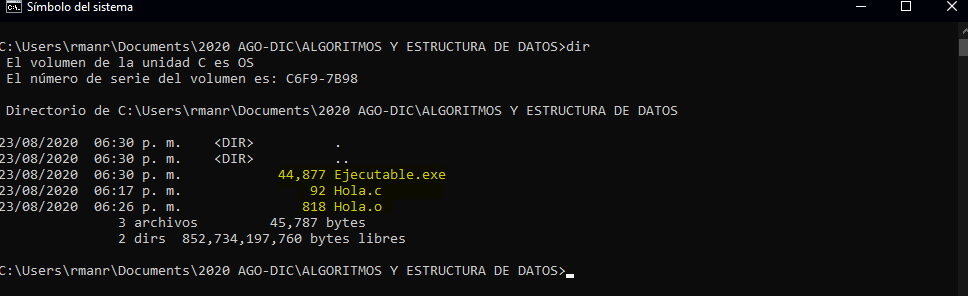 Símbolo del sistema
C:\Users\rmanr\Documents\2020 AGO-DIC\ALGORITMOS Y ESTRUCTURA DE DATOS>dir
El volumen de la unidad C es OS
El número de serie del volumen es: C6F9-7B98
Directorio de C:\Users\rmanr\Documents\2020 AGO-DIC\ALGORITMOS Y ESTRUCTURA DE DATOS
23/08/2020  06:30 p. m.    <DIR>          .
23/08/2020  06:30 p. m.    <DIR>          ..
23/08/2020  06:30 p. m.            44,877 Ejecutable.exe
23/08/2020  06:17 p. m.                92 Hola.c
23/08/2020  06:26 p. m.               818 Hola.o
3 archivos         45,787 bytes
2 dirs  852,734,197,760 bytes libres
C:\Users\rmanr\Documents\2020 AGO-DIC\ALGORITMOS Y ESTRUCTURA DE DATOS>